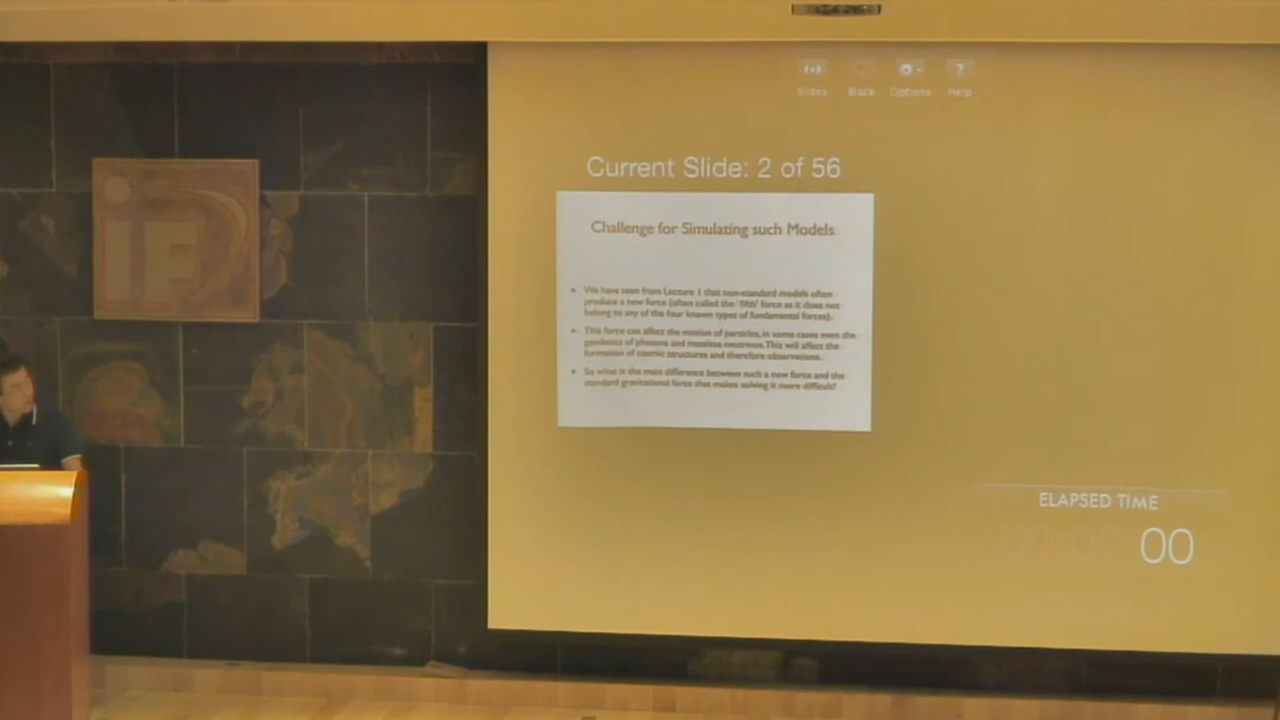 Slides Black Options ? Help
Current Slide: 2 of 56
Challenge for Simulating such Models
iF
• We have seen from Lecture 1 that non-standard models often
produce a new force (often called the 'fifth' force as it does not
belong to any of the four known types of fundamental forces).
• This force can affect the motion of particles, in some cases even the
geodesics of photons and massless neutrinos. This will affect the
formation of cosmic structures and therefore observations.
• So what is the main difference between such a new force and the
standard gravitational force that makes solving it more difficult?
ELAPSED TIME
00